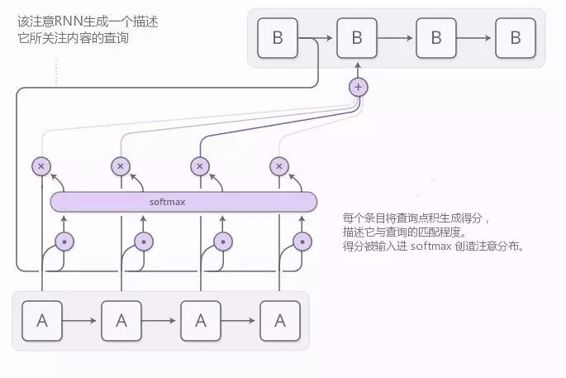 该注意RNN生成一个描述
它所关注内容的查询
B B B B
+
× × × ×
softmax
每个条目将查询点积生成得分，
描述它与查询的匹配程度。
得分被输入进 softmax 创造注意分布。
A A A A